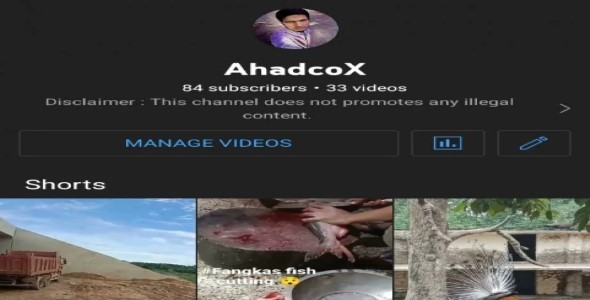 AhadcoX
84 subscribers • 33 videos
Disclaimer : This channel does not promotes any illegal
content.
MANAGE VIDEOS
Shorts
#Fangkas fish
cutting 😮